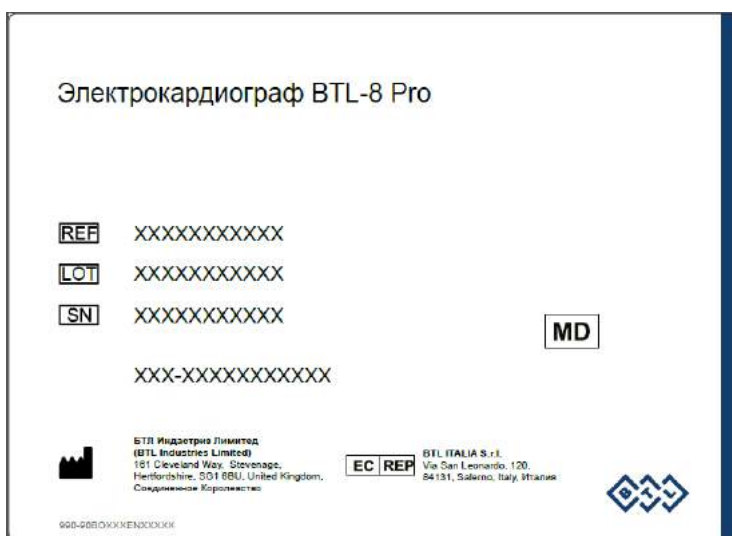 Электрокардиограф BTL-8 Pro
REF XXXXXXXXXXX
LOT XXXXXXXXXXX
SN XXXXXXXXXXX
MD
XXX-XXXXXXXXXXX
БТЛ Индастриз Лимитед
(BTL Industries Limited)
161 Cleveland Way, Stevenage,
Hertfordshire, SG1 6BU, United Kingdom,
Соединенное Королевство
EC REP
BTL ITALIA S.r.l.
Via San Leonardo, 120,
84131, Salerno, Italy, Италия
BTL